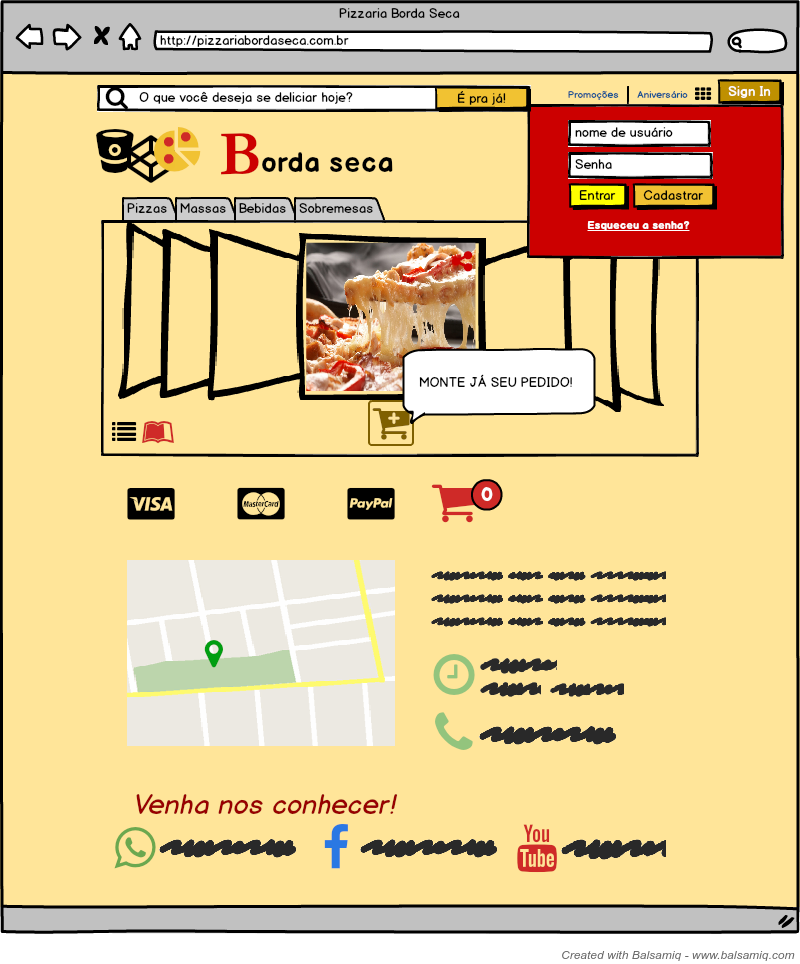 Pizzaria Borda Seca
http://pizzariabordaseca.com.br
O que você deseja se deliciar hoje?
É pra já!
Promoções
Aniversário
Sign In
nome de usuário
Senha
Entrar
Cadastrar
Esqueceu a senha?
Borda seca
Pizzas
Massas
Bebidas
Sobremesas
MONTE JÁ SEU PEDIDO!
VISA
MasterCard
PayPal
0
Venha nos conhecer!
You
Tube
Created with Balsamiq - www.balsamiq.com